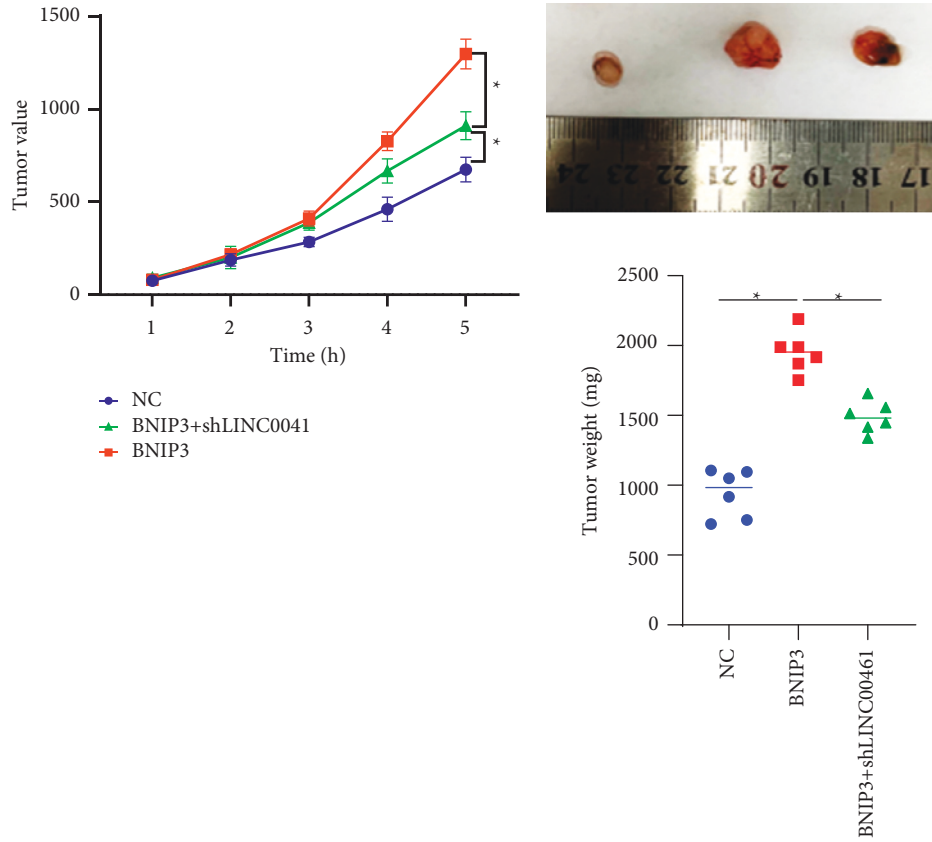 1500
1000
500
0
Tumor value
1
2
3
4
5
Time (h)
*
*
NC
BNIP3+shLINC0041
BNIP3
24 23 22 21 20 19 18 17
2500
2000
1500
1000
500
0
Tumor weight (mg)
*
*
NC
BNIP3
BNIP3+shLINC00461